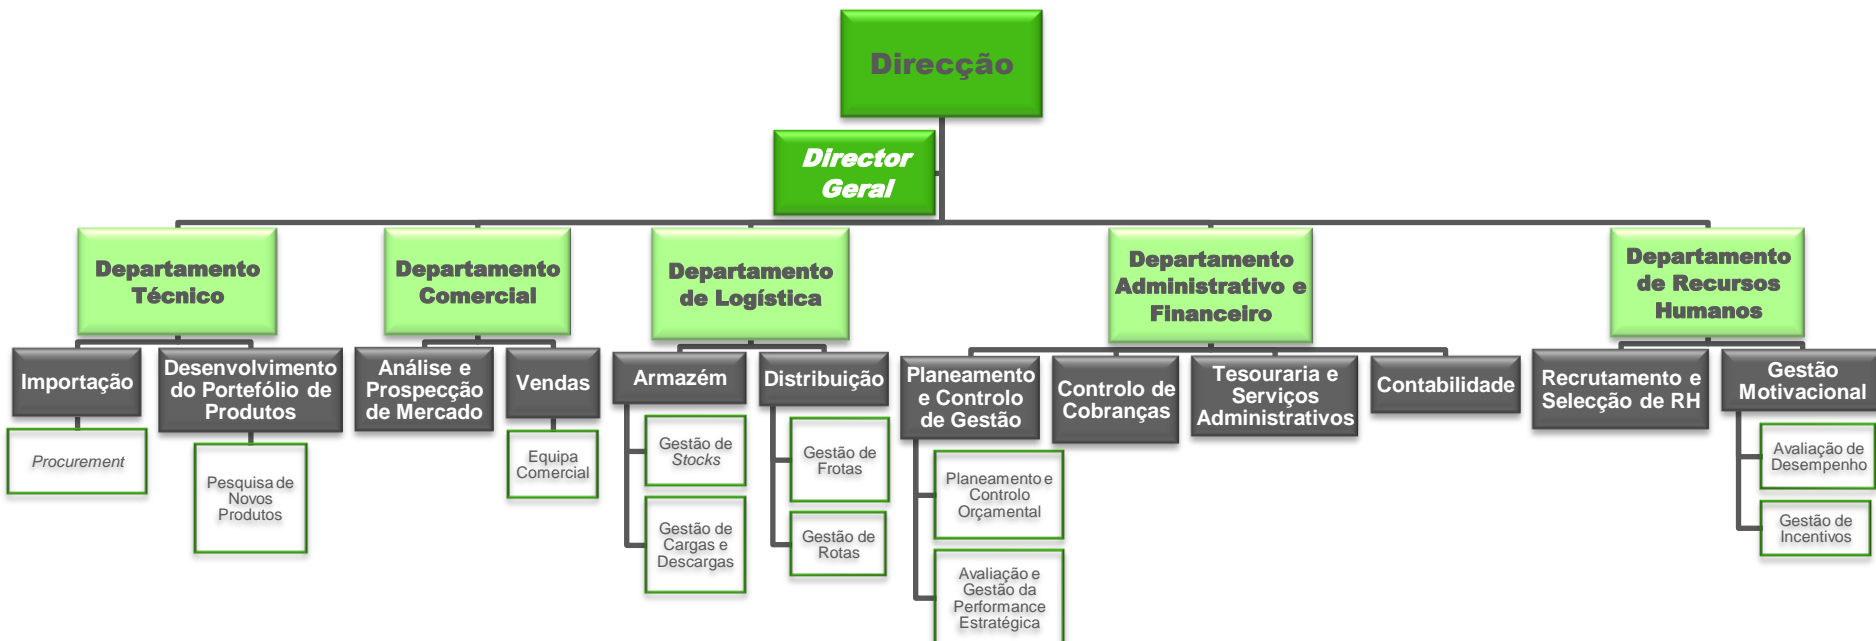 Direcção
Director
Geral
Departamento
Técnico
Departamento
Comercial
Departamento
de Logística
Departamento
Administrativo e
Financeiro
Departamento
de Recursos
Humanos
Importação
Desenvolvimento
do Portefólio de
Produtos
Análise e
Prospecção
de Mercado
Vendas
Armazém
Distribuição
Planeamento
e Controlo
de Gestão
Controlo de
Cobranças
Tesouraria e
Serviços
Administrativos
Contabilidade
Recrutamento e
Selecção de RH
Gestão
Motivacional
Procurement
Pesquisa de
Novos
Produtos
Equipa
Comercial
Gestão de
Stocks
Gestão de
Cargas e
Descargas
Gestão de
Frotas
Gestão de
Rotas
Planeamento e
Controlo
Orçamental
Avaliação e
Gestão da
Performance
Estratégica
Avaliação de
Desempenho
Gestão de
Incentivos